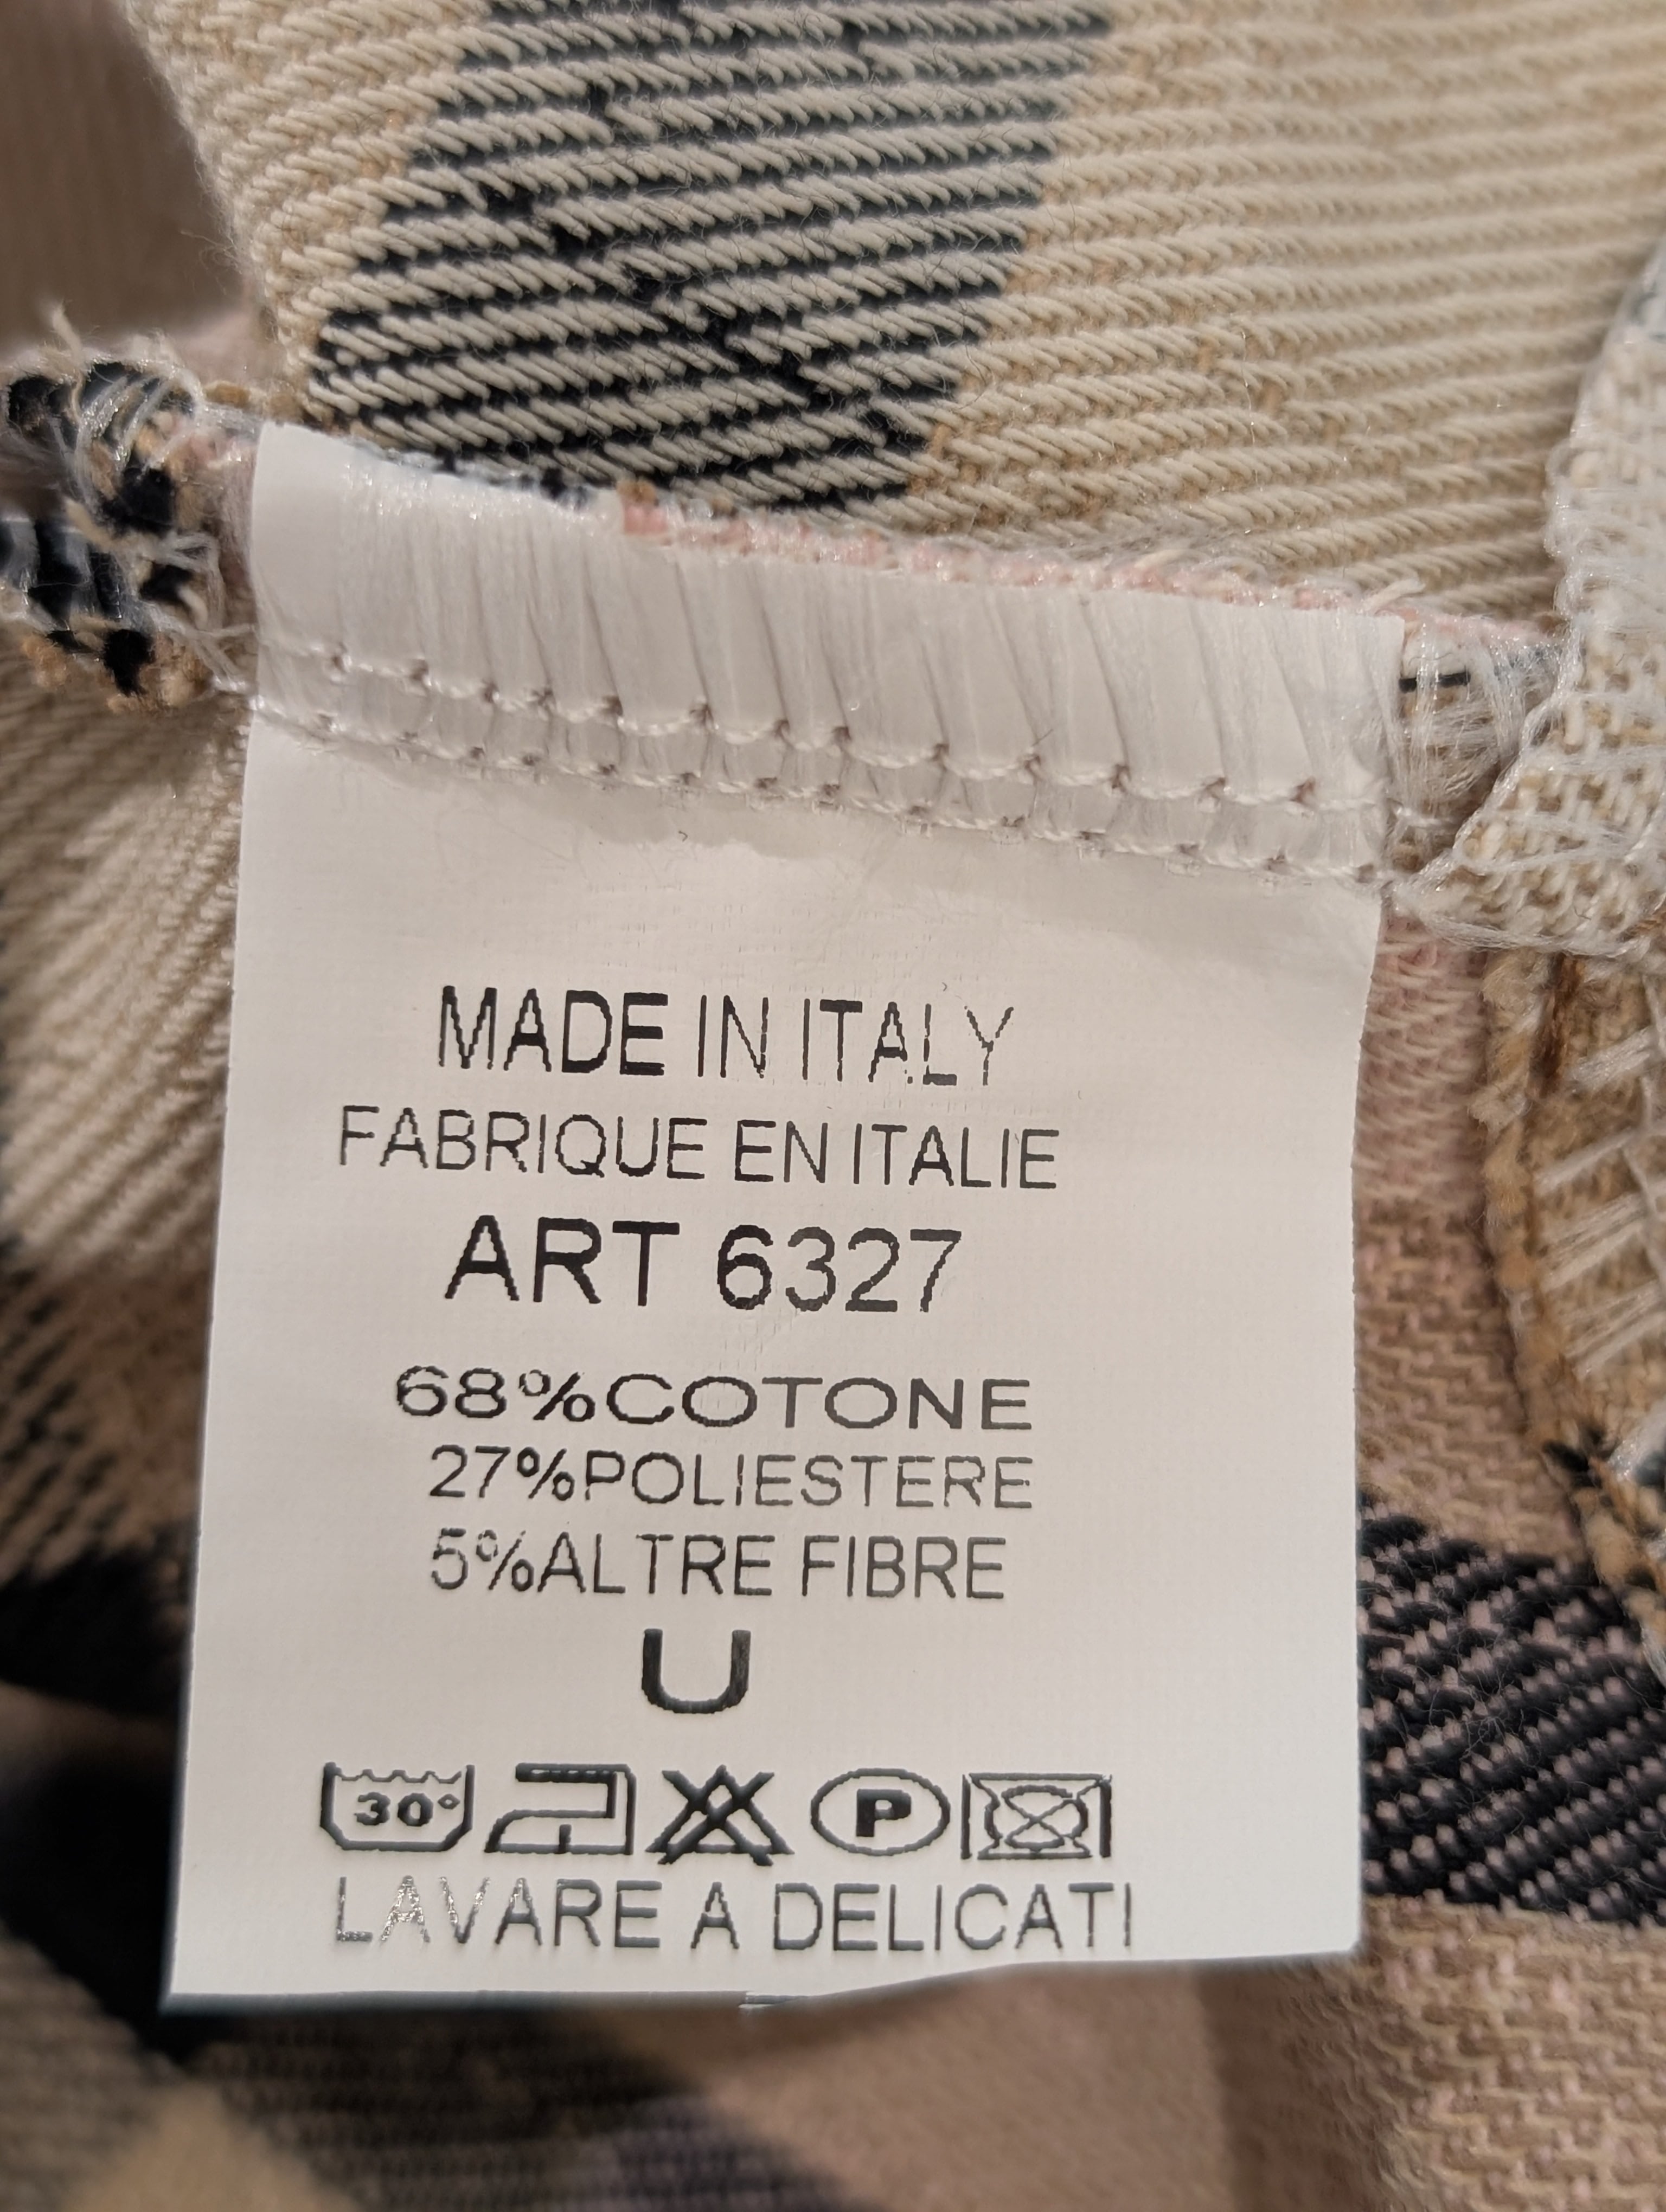 MADE IN ITALY
FABRIQUE EN ITALIE
ART 6327
68%COTONE
27%POLIESTERE
5%ALTRE FIBRE
U
30° P
LAVARE A DELICATI